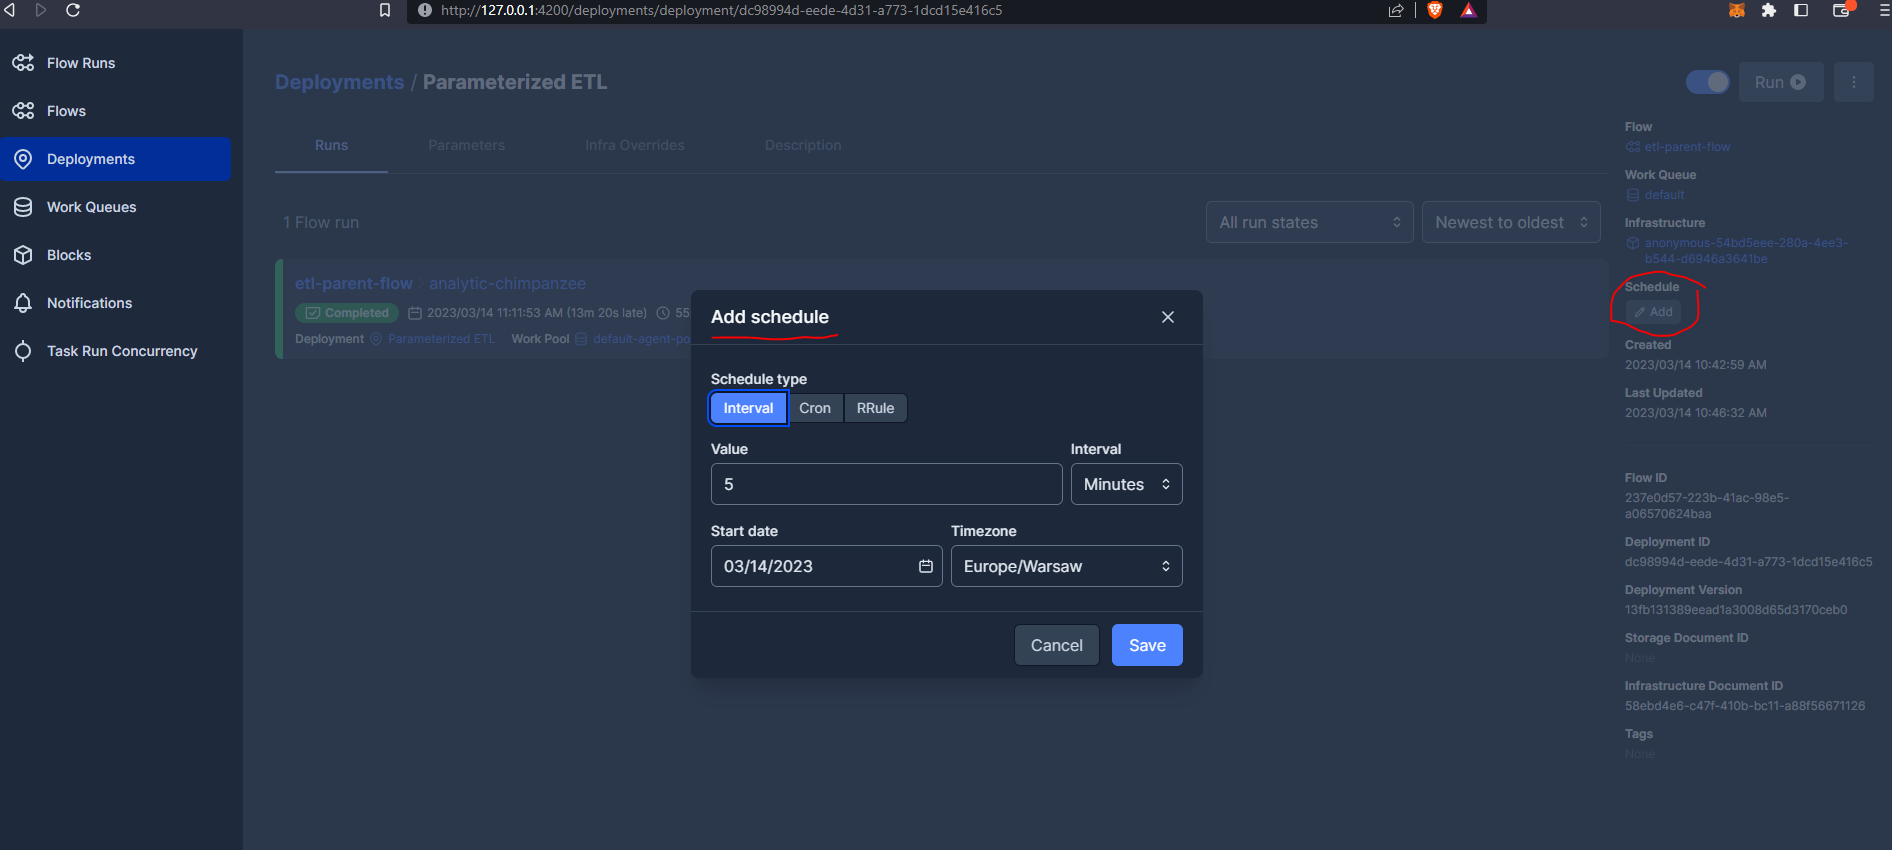 http://127.0.0.1:4200/deployments/deployment/dc98994d-eede-4d31-a773-1dcd15e416c5
Flow Runs
Flows
Deployments
Work Queues
Blocks
Notifications
Task Run Concurrency
Deployments / Parameterized ETL
Run
Runs
Parameters
Infra Overrides
Description
1 Flow run
All run states
Newest to oldest
etl-parent-flow > analytic-chimpanzee
Completed 2023/03/14 11:11:53 AM (13m 20s late) 55
Deployment Parameterized ETL Work Pool default-agent-po
Add schedule
Schedule type
Interval Cron RRule
Value
Interval
5
Minutes
Start date
Timezone
03/14/2023
Europe/Warsaw
Cancel
Save
Flow
etl-parent-flow
Work Queue
default
Infrastructure
anonymous-54bd5eee-280a-4ee3-
b544-d6946a3641be
Schedule
Add
Created
2023/03/14 10:42:59 AM
Last Updated
2023/03/14 10:46:32 AM
Flow ID
237e0d57-223b-41ac-98e5-
a06570624baa
Deployment ID
dc98994d-eede-4d31-a773-1dcd15e416c5
Deployment Version
13fb131389eead1a3008d65d3170ceb0
Storage Document ID
None
Infrastructure Document ID
58ebd4e6-c47f-410b-bc11-a88f56671126
Tags
None